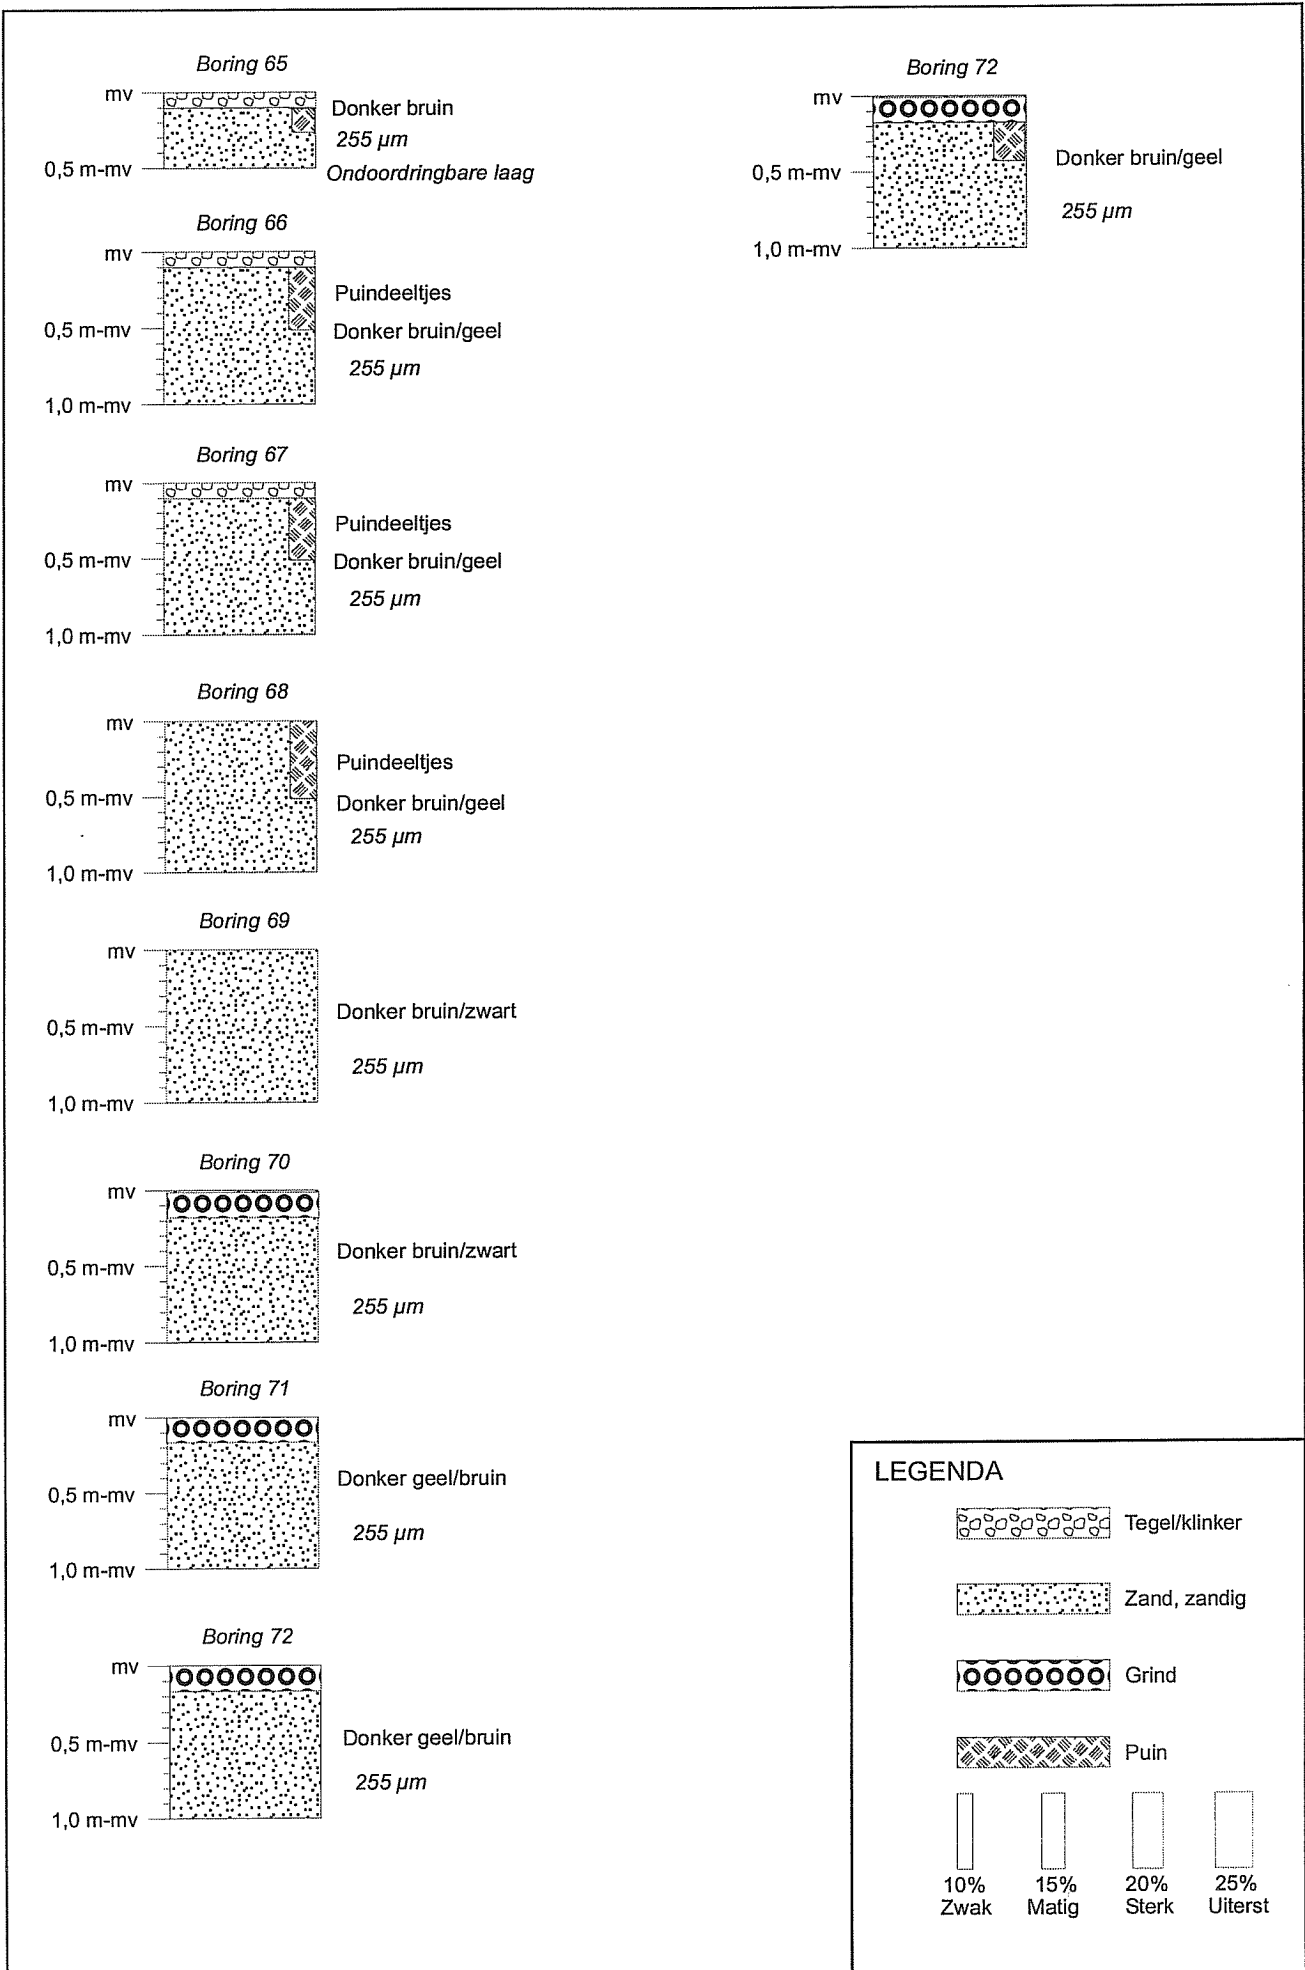 Boring 65
mv
Donker bruin
255 µm
0,5 m-mv
Ondoordringbare laag
Boring 66
mv
Puindeeltjes
0,5 m-mv
Donker bruin/geel
255 µm
1,0 m-mv
Boring 67
mv
Puindeeltjes
0,5 m-mv
Donker bruin/geel
255 µm
1,0 m-mv
Boring 68
mv
Puindeeltjes
0,5 m-mv
Donker bruin/geel
255 µm
1,0 m-mv
Boring 69
mv
Donker bruin/zwart
0,5 m-mv
255 µm
1,0 m-mv
Boring 70
mv
Donker bruin/zwart
0,5 m-mv
255 µm
1,0 m-mv
Boring 71
mv
Donker geel/bruin
0,5 m-mv
255 µm
1,0 m-mv
Boring 72
mv
Donker geel/bruin
0,5 m-mv
255 µm
1,0 m-mv
Boring 72
mv
Donker bruin/geel
0,5 m-mv
255 µm
1,0 m-mv
LEGENDA
Tegel/klinker
Zand, zandig
Grind
Puin
10% 15% 20% 25%
Zwak Matig Sterk Uiterst